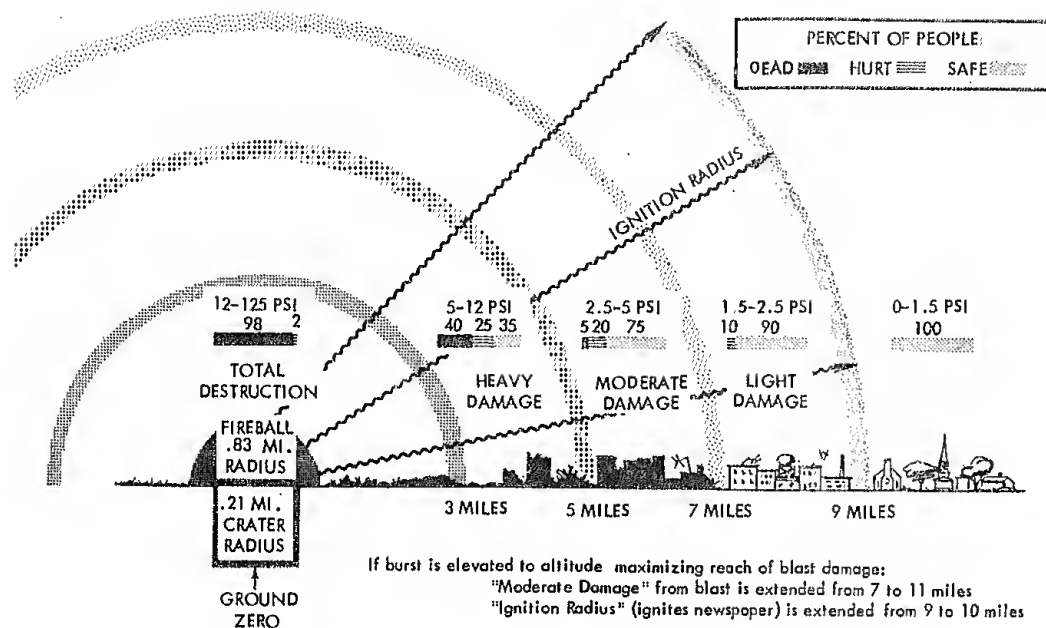 PERCENT OF PEOPLE:
DEAD HURT SAFE
IGNITION RADIUS
12-125 PSI
98 2
5-12 PSI
40 25 35
2.5-5 PSI
5 20 75
1.5-2.5 PSI
10 90
0-1.5 PSI
100
TOTAL
DESTRUCTION
HEAVY
DAMAGE
MODERATE
DAMAGE
LIGHT
DAMAGE
FIREBALL
.83 MI.
RADIUS
.21 MI.
CRATER
RADIUS
3 MILES 5 MILES 7 MILES 9 MILES
GROUND
ZERO
If burst is elevated to altitude maximizing reach of blast damage:
"Moderate Damage" from blast is extended from 7 to 11 miles
"Ignition Radius" (ignites newspaper) is extended from 9 to 10 miles